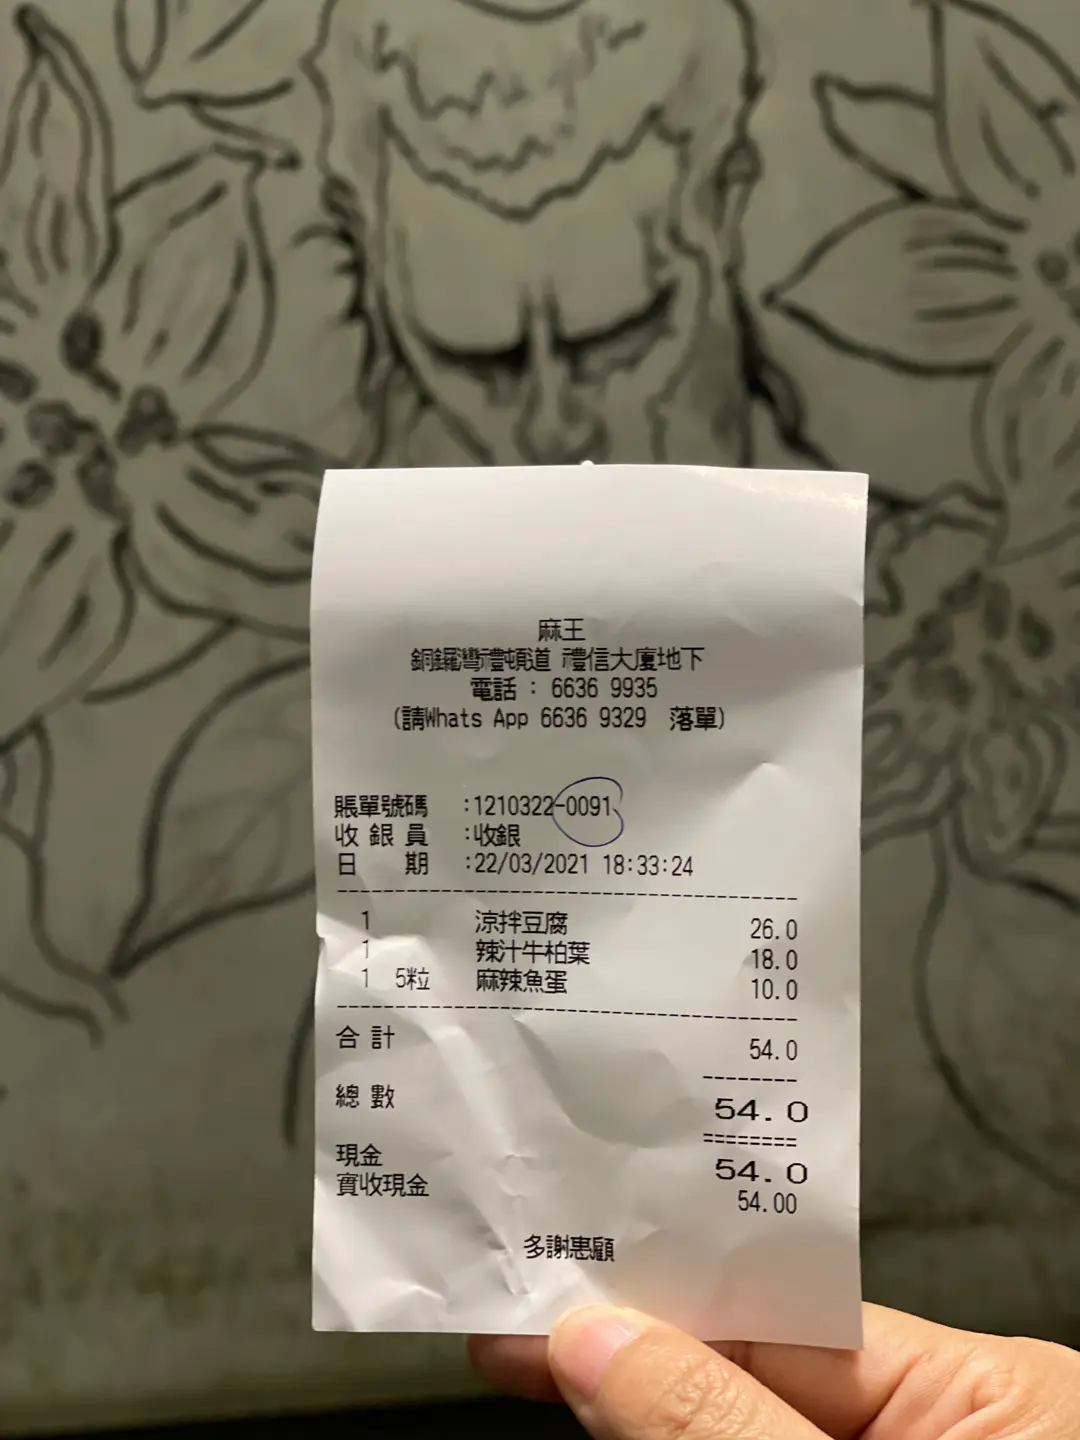 麻王
銅鑼灣禮頓道 禮信大廈地下
電話 : 6636 9935
(請Whats App 6636 9329 落單)
賬單號碼 :1210322-0091
收 銀 員 :收銀
日 期 :22/03/2021 18:33:24
1 涼拌豆腐 26.0
1 辣汁牛柏葉 18.0
1 5粒 麻辣魚蛋 10.0
合 計 54.0
總 數 54.0
現金 54.0
實收現金 54.00
多謝惠顧